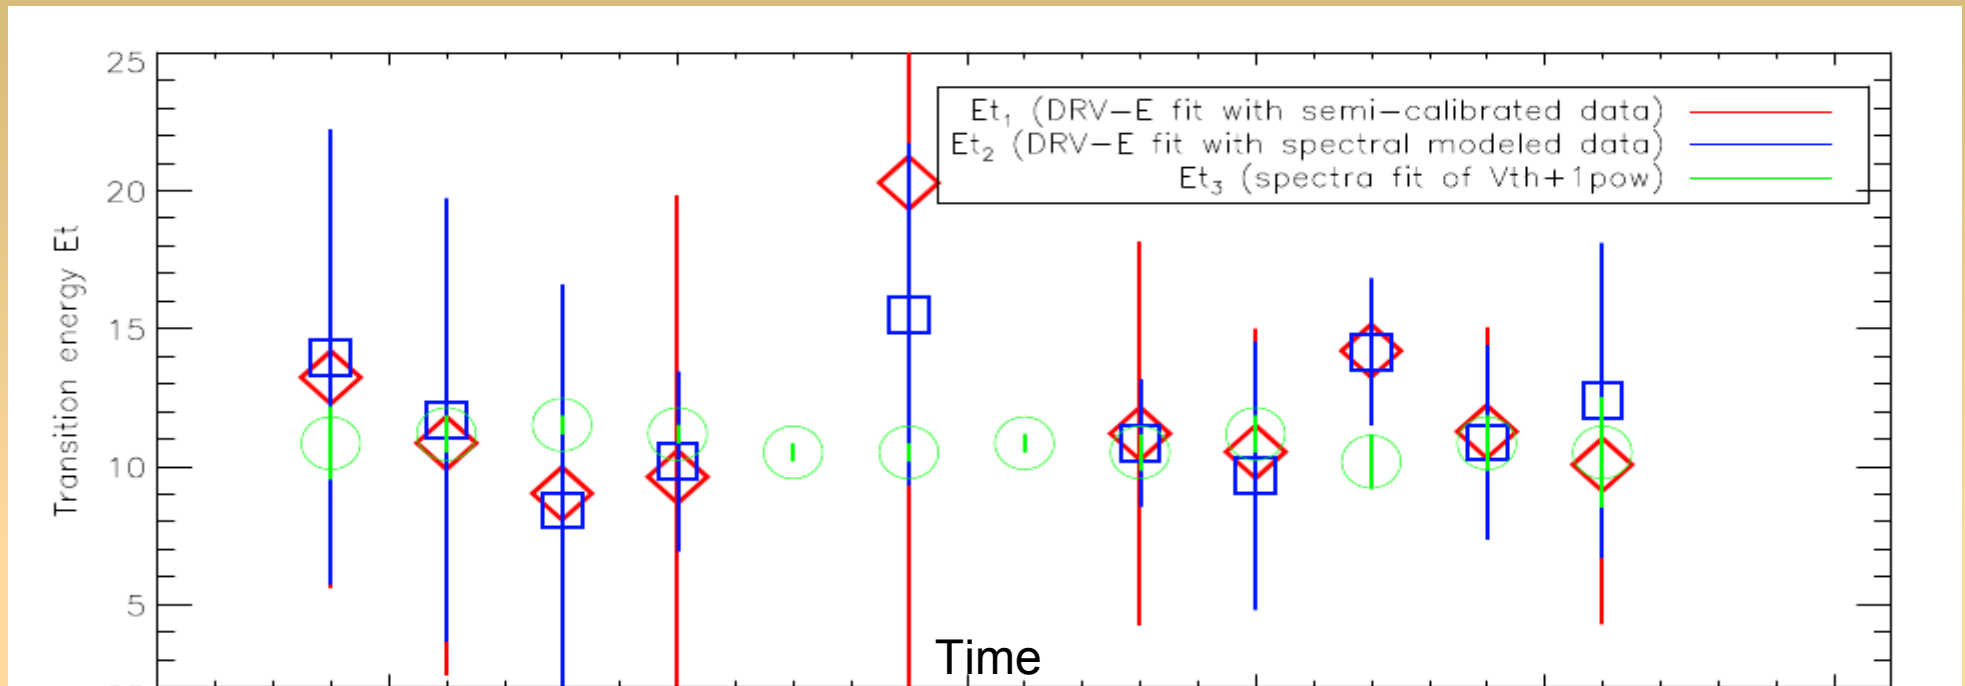 25
Et₁ (DRV-E fit with semi-calibrated data)
Et₂ (DRV-E fit with spectral modeled data)
Et₃ (spectra fit of Vth+1pow)
20
15
10
5
Transition energy Et
Time